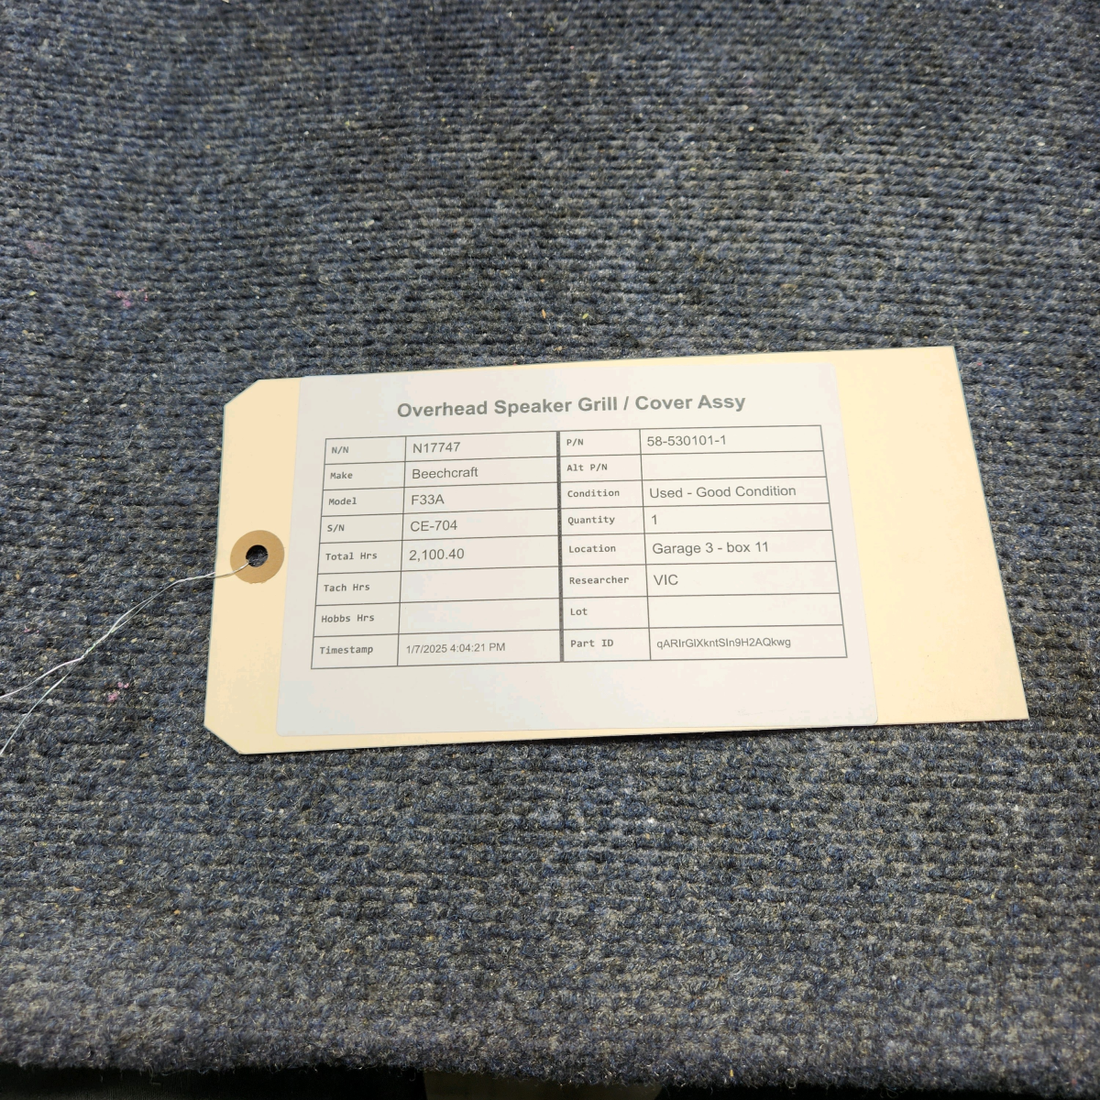 Overhead Speaker Grill / Cover Assy
N/N N17747 P/N 58-530101-1
Make Beechcraft Alt P/N
Model F33A Condition Used - Good Condition
S/N CE-704 Quantity 1
Total Hrs 2,100.40 Location Garage 3 - box 11
Tach Hrs Researcher VIC
Hobbs Hrs Lot
Timestamp 1/7/2025 4:04:21 PM Part ID